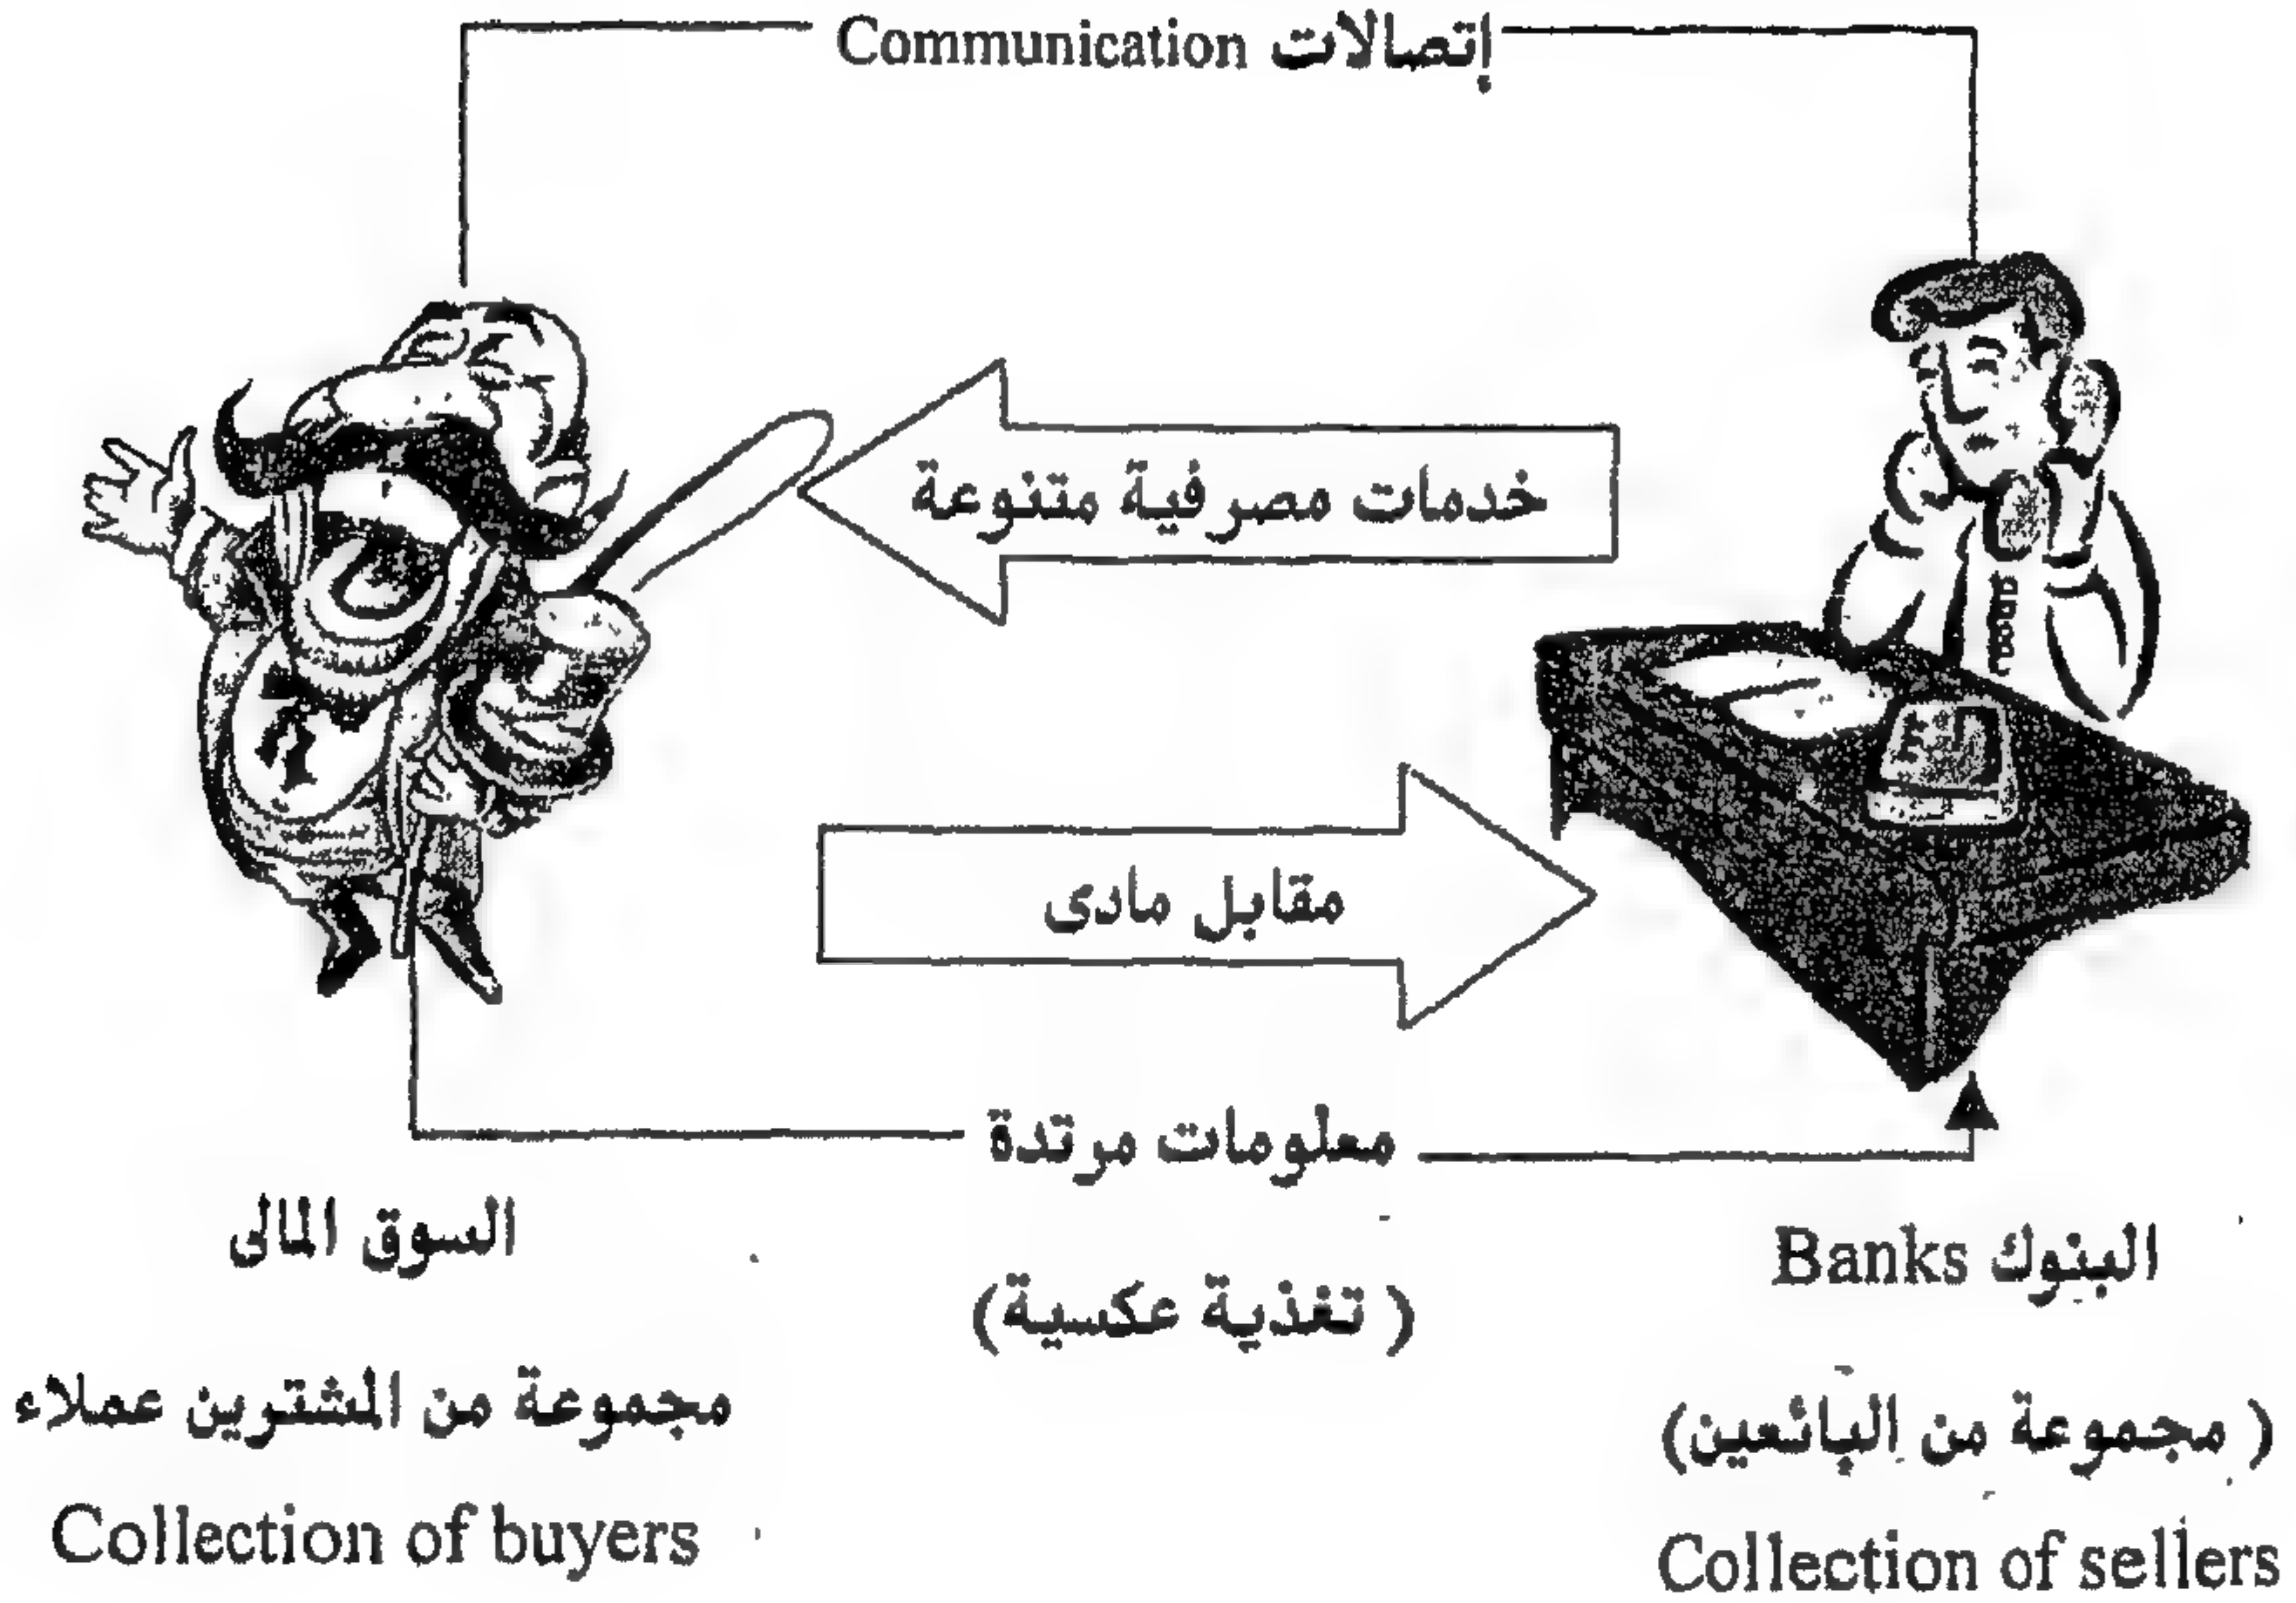 إتصالات Communication
خدمات مصرفية متنوعة
مقابل مادى
معلومات مرتدة
( تغذية عكسية)
البنوك Banks
( مجموعة من البائعين)
Collection of sellers
السوق المالى
مجموعة من المشترين عملاء
Collection of buyers